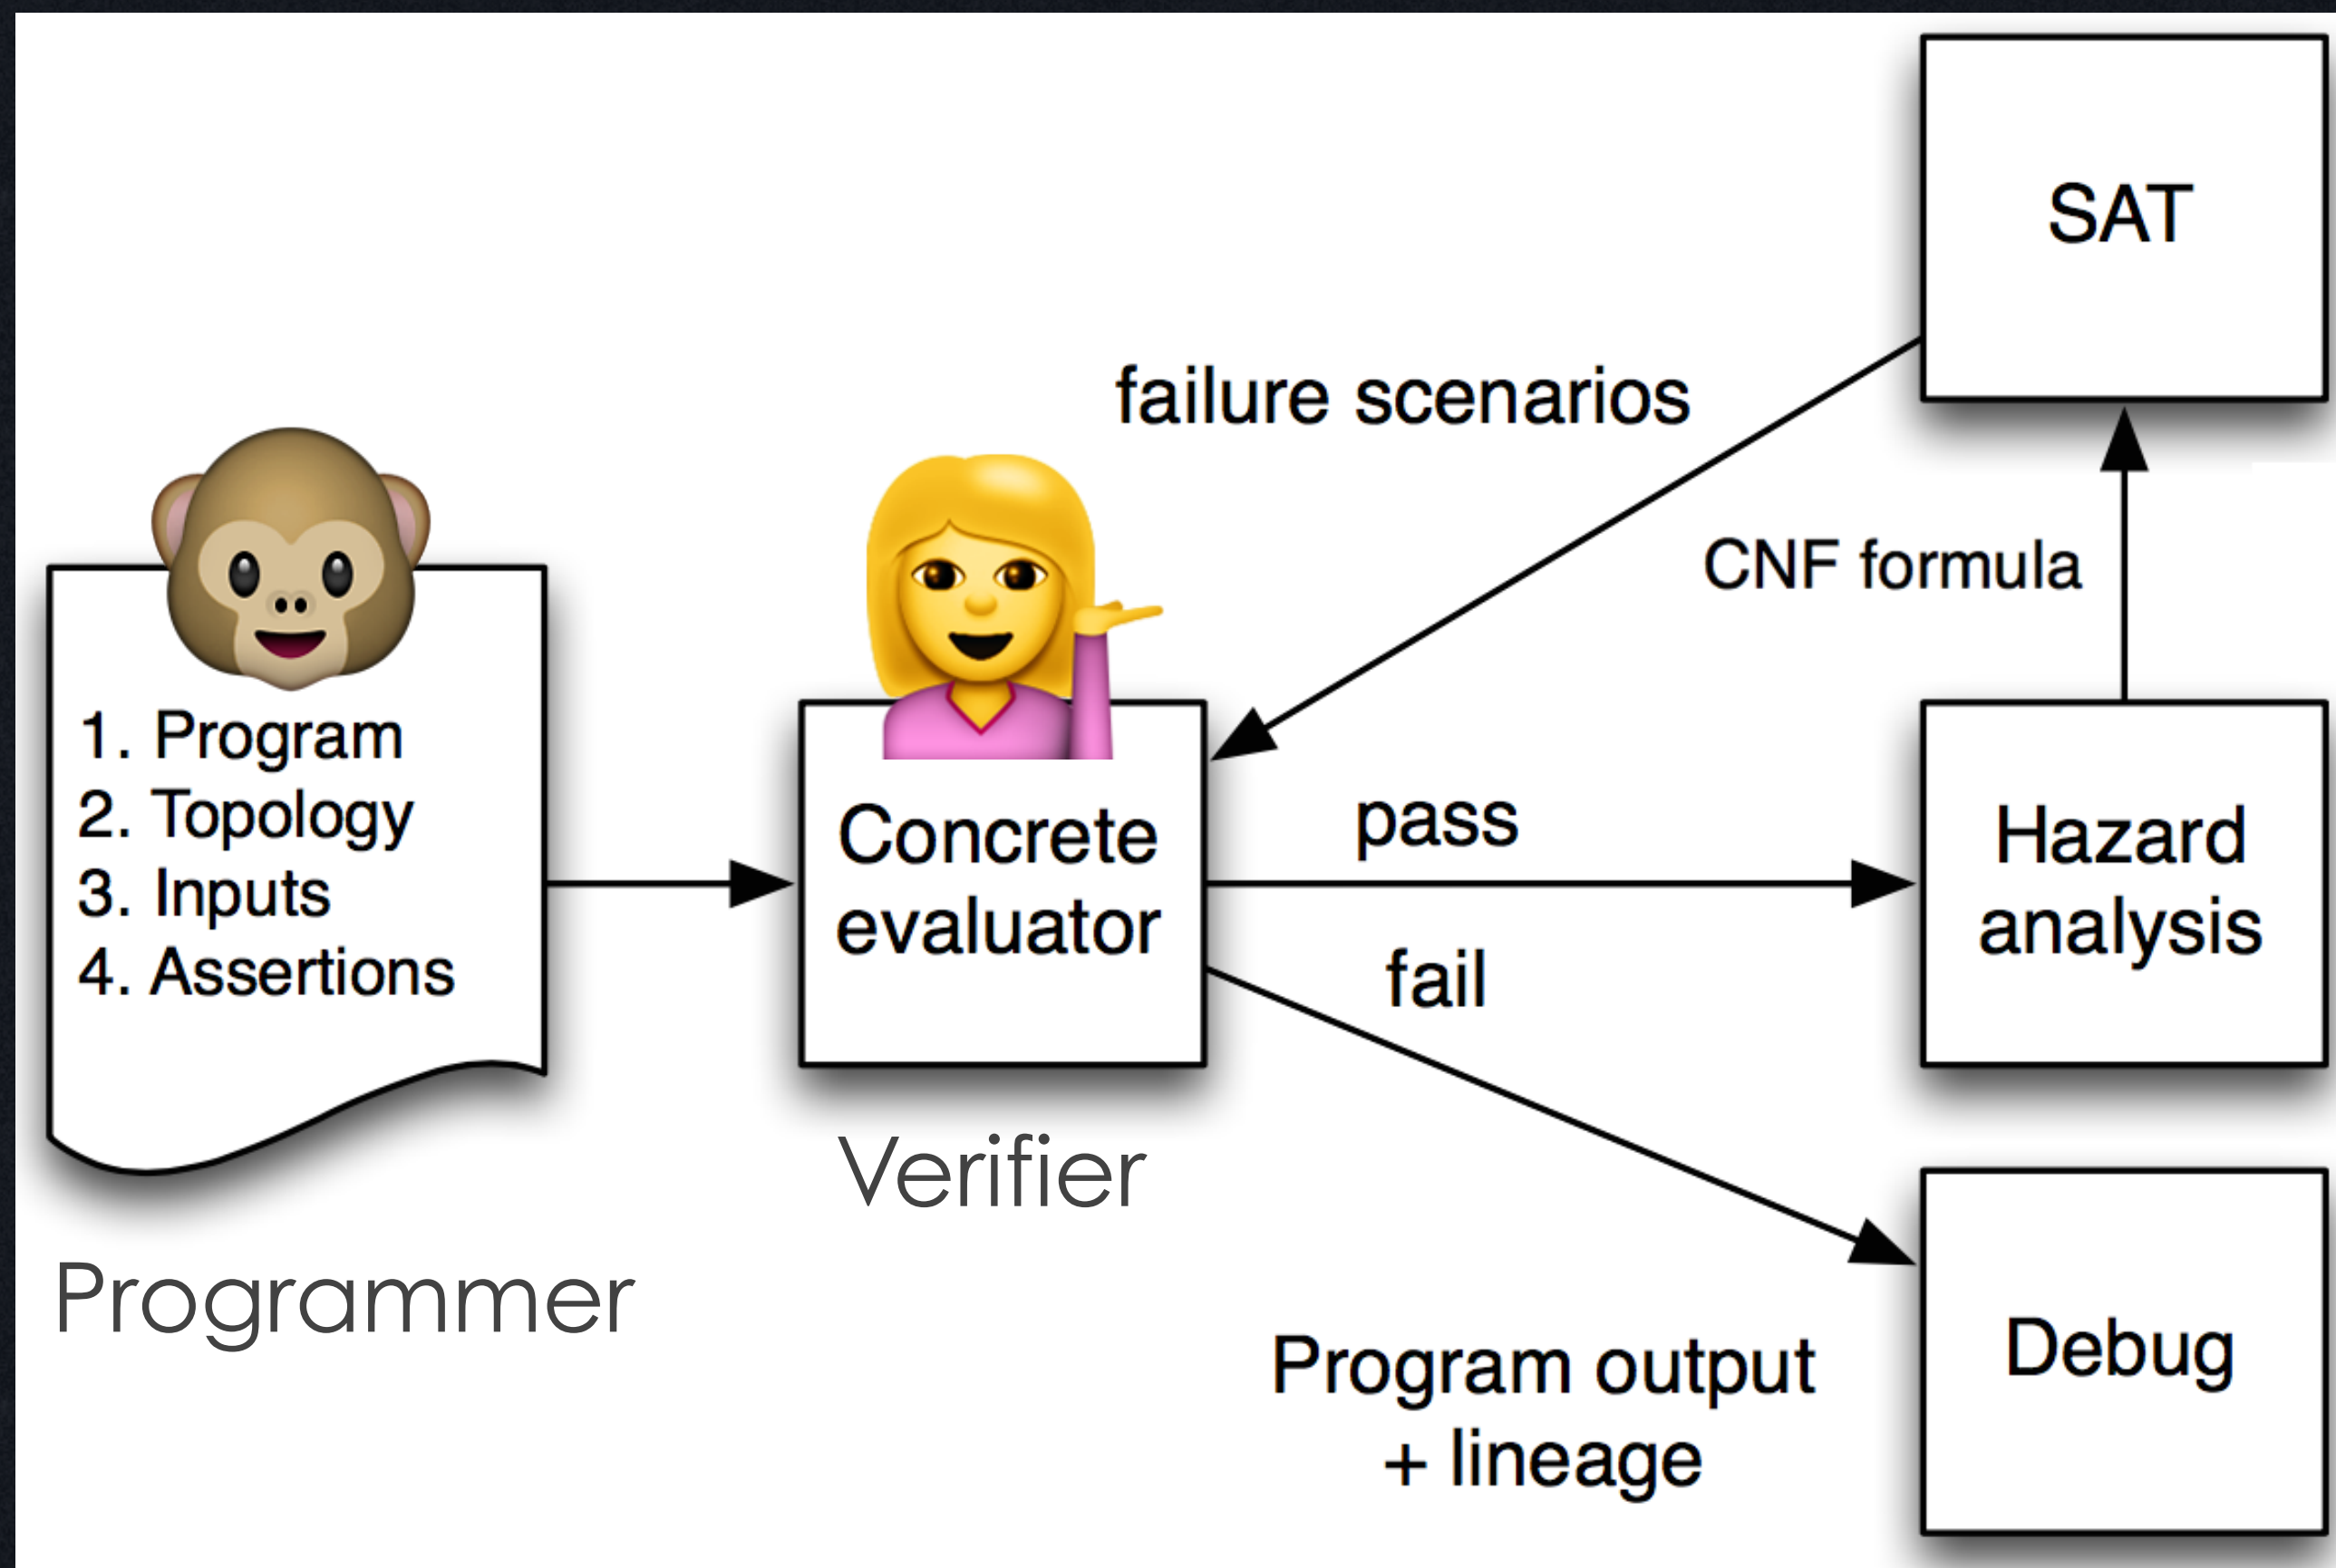 SAT
failure scenarios
CNF formula
1. Program
2. Topology
3. Inputs
4. Assertions
Concrete
evaluator
pass
fail
Hazard
analysis
Verifier
Programmer
Program output
+ lineage
Debug